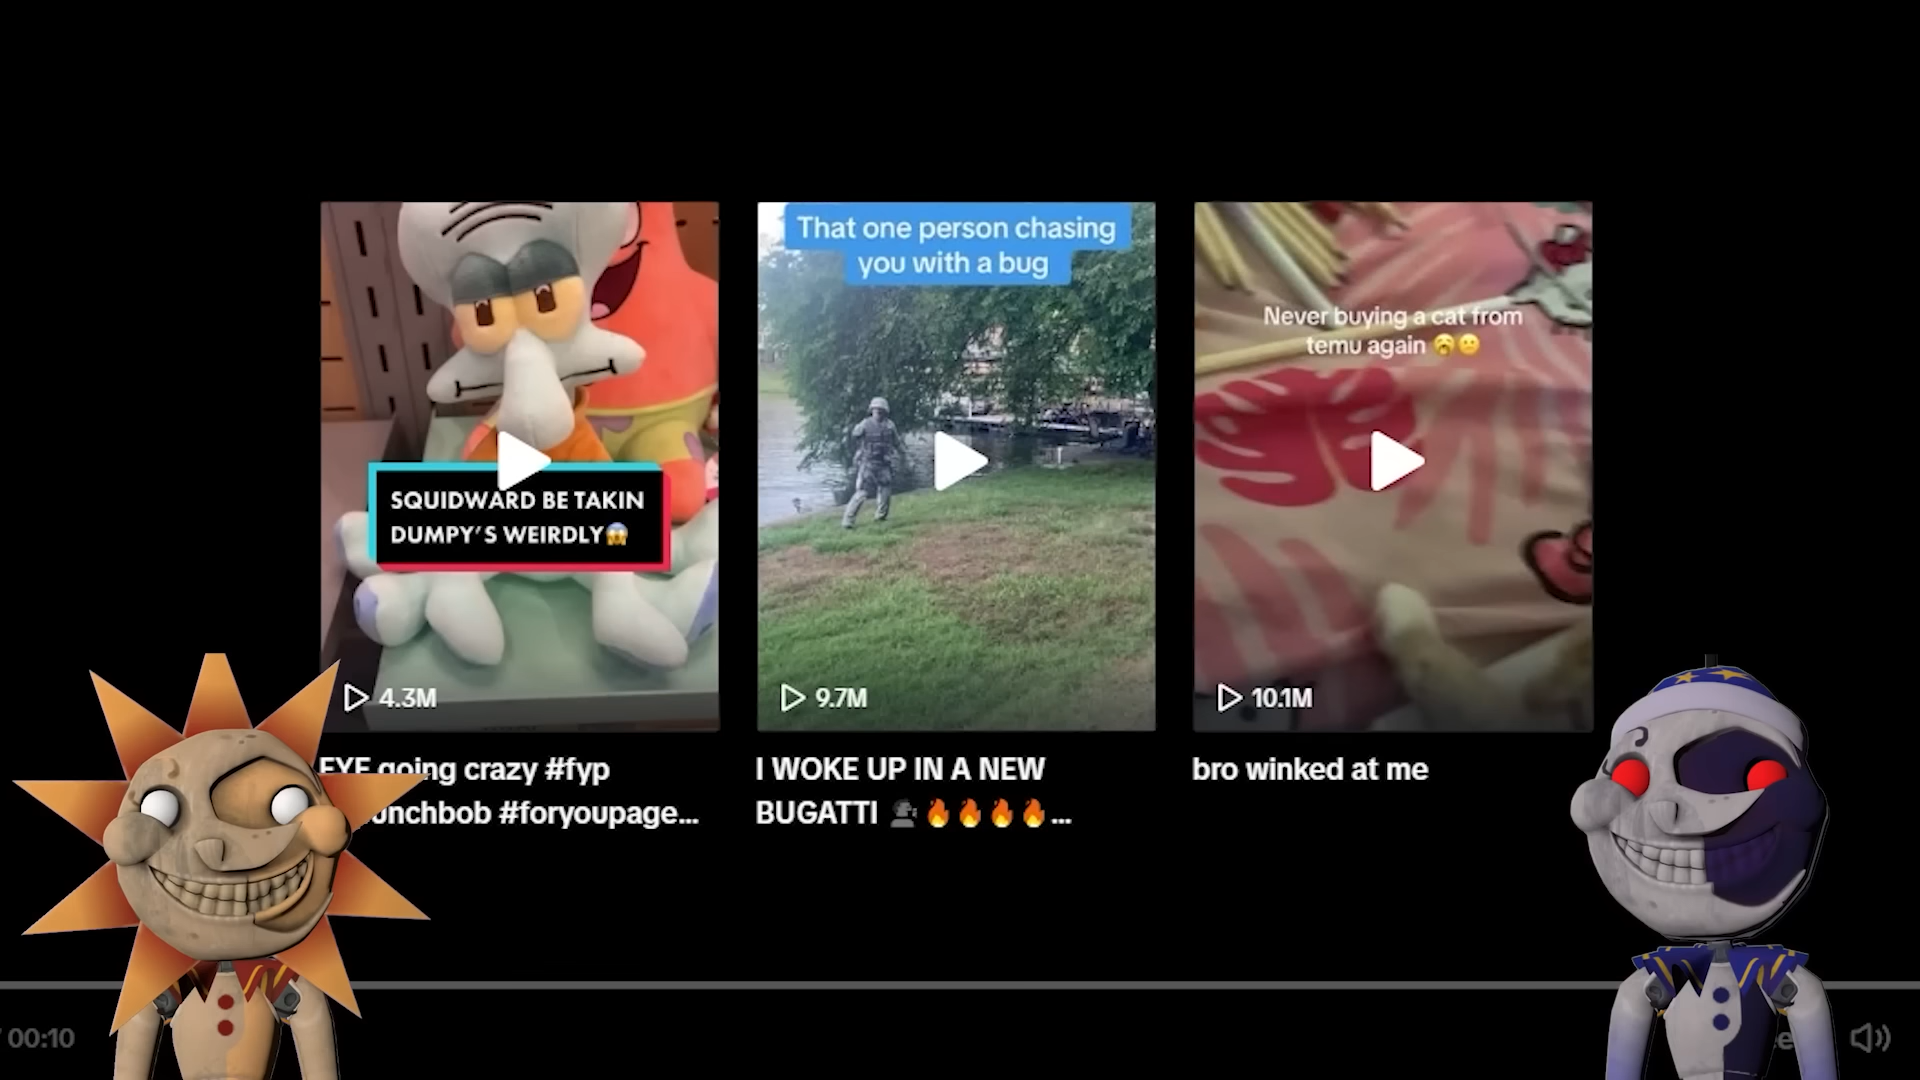 That one person chasing
you with a bug
Never buying a cat from
temu again 🥱😕
SQUIDWARD BE TAKIN
DUMPY'S WEIRDLY😱
4.3M
9.7M
10.1M
going crazy #fyp
#foryoupage...
I WOKE UP IN A NEW
BUGATTI 🗣🔥🔥🔥🔥...
bro winked at me
00:10